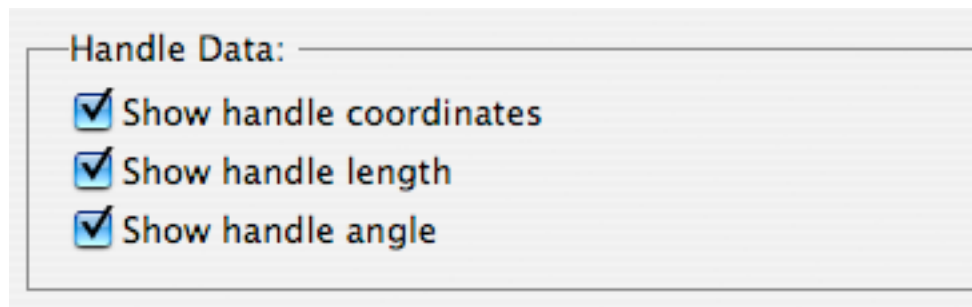 Handle Data:
Show handle coordinates
Show handle length
Show handle angle